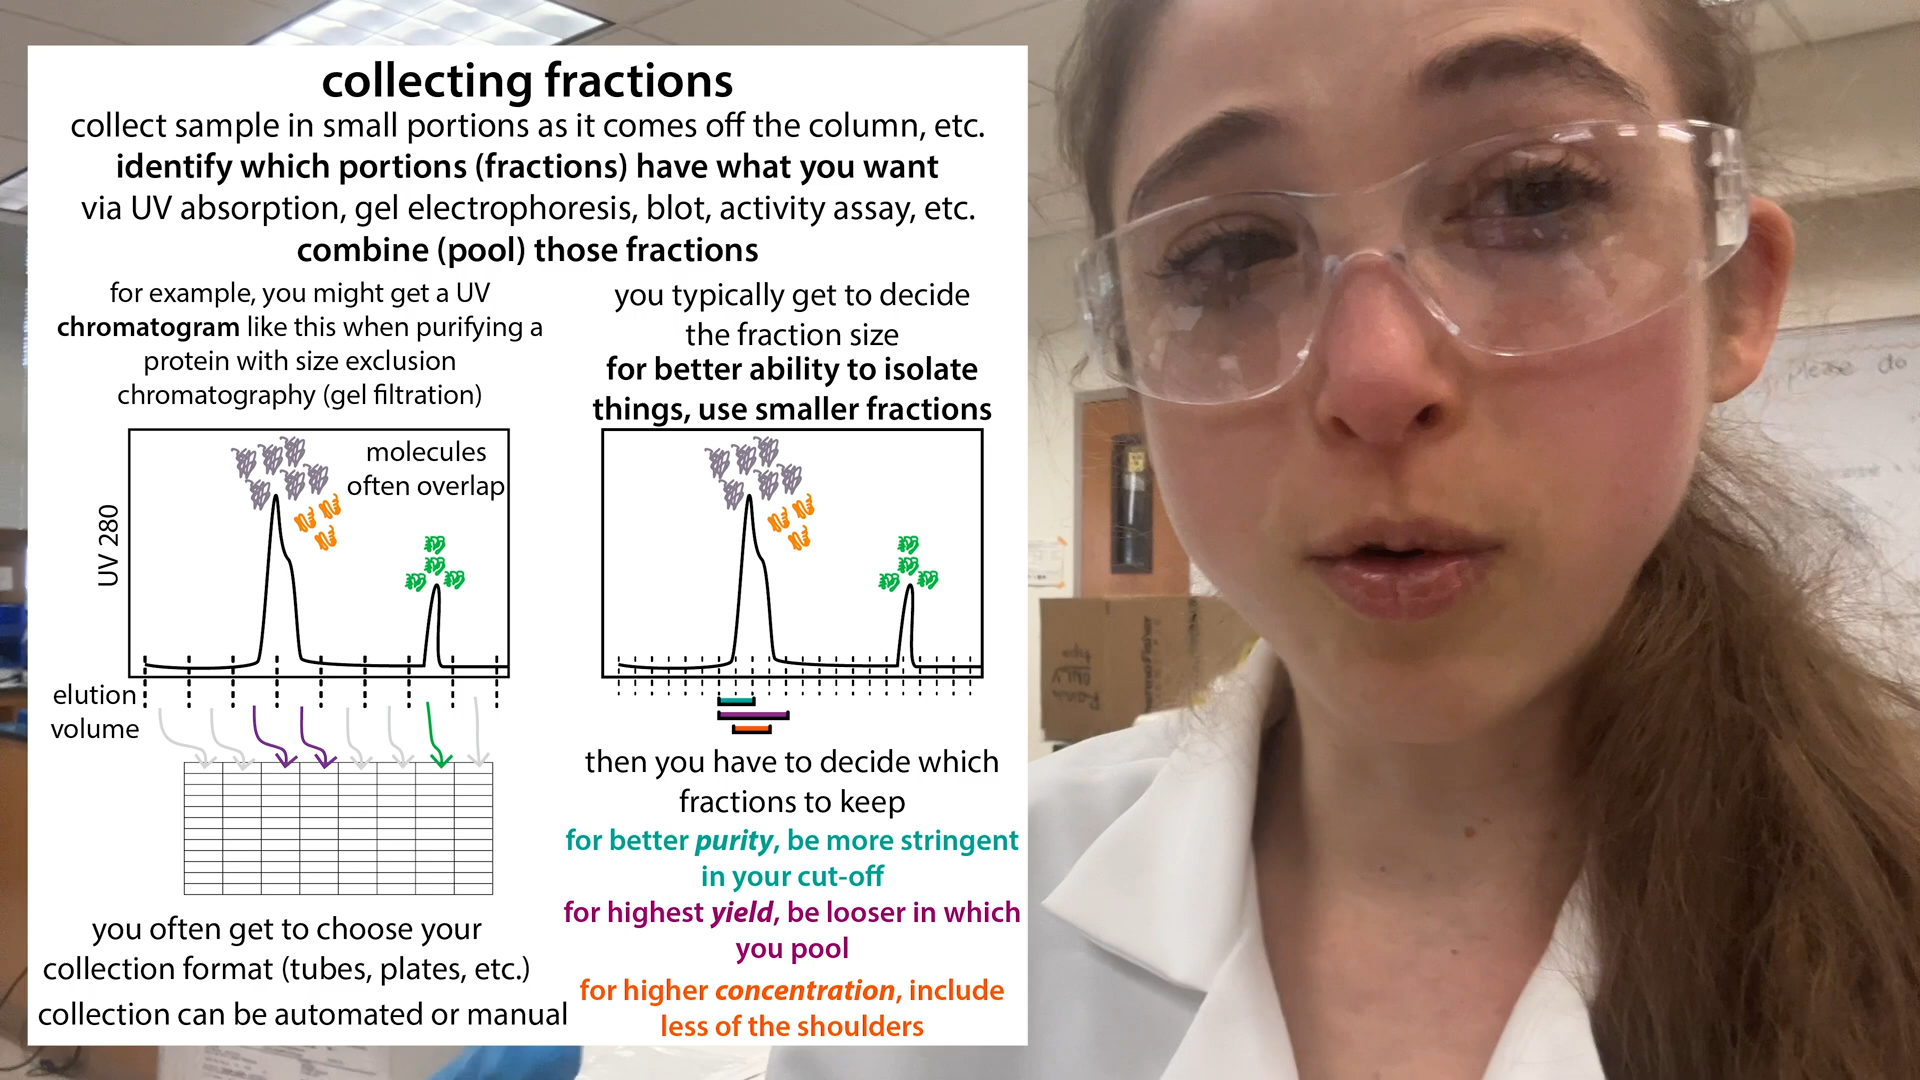 collecting fractions
collect sample in small portions as it comes off the column, etc.
identify which portions (fractions) have what you want
via UV absorption, gel electrophoresis, blot, activity assay, etc.
combine (pool) those fractions
for example, you might get a UV
chromatogram like this when purifying a
protein with size exclusion
chromatography (gel filtration)
molecules
often overlap
UV 280
elution
volume
you often get to choose your
collection format (tubes, plates, etc.)
collection can be automated or manual
you typically get to decide
the fraction size
for better ability to isolate
things, use smaller fractions
then you have to decide which
fractions to keep
for better purity, be more stringent
in your cut-off
for highest yield, be looser in which
you pool
for higher concentration, include
less of the shoulders
Please do